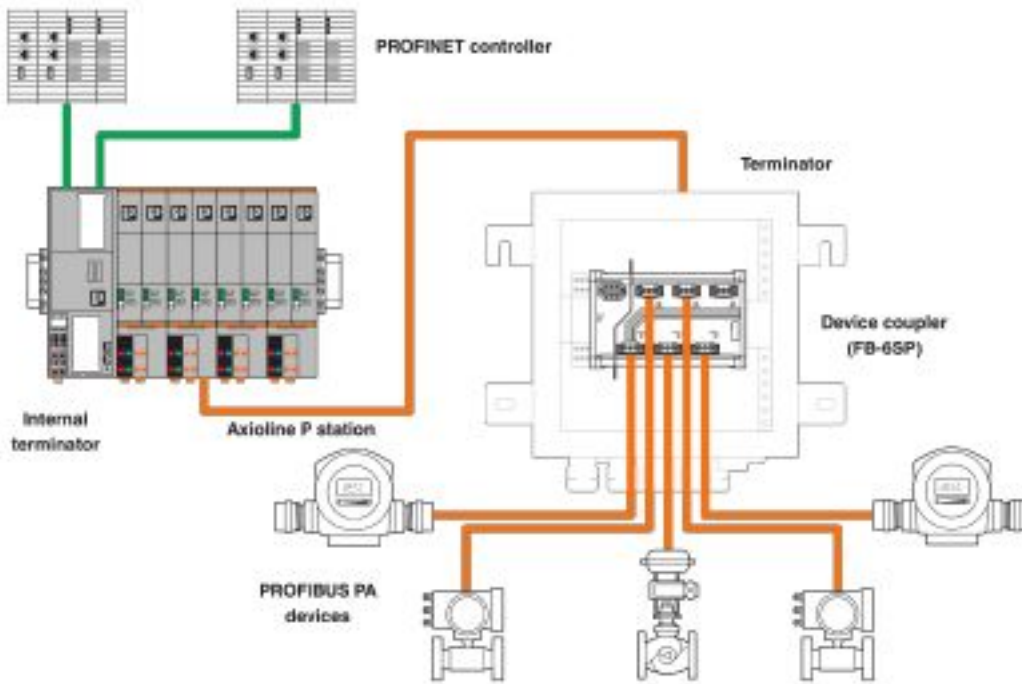 PROFINET controller
Terminator
Device coupler
(FB-6SP)
Internal
terminator
Axioline P station
PROFIBUS PA
devices